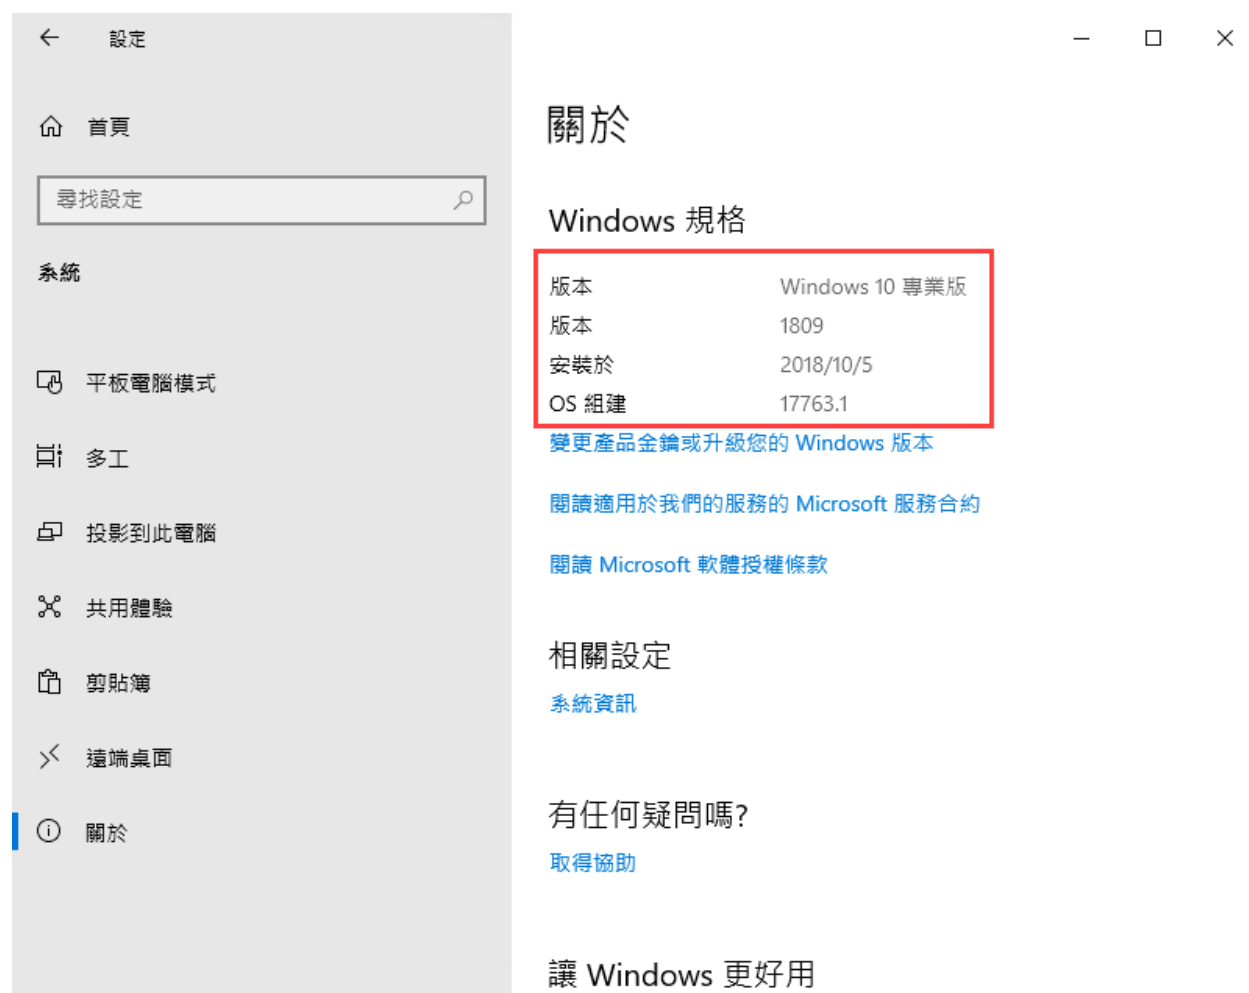 設定
首頁
尋找設定
系統
平板電腦模式
多工
投影到此電腦
共用體驗
剪貼簿
遠端桌面
關於
關於
Windows 規格
版本 Windows 10 專業版
版本 1809
安裝於 2018/10/5
OS 組建 17763.1
變更產品金鑰或升級您的 Windows 版本
閱讀適用於我們的服務的 Microsoft 服務合約
閱讀 Microsoft 軟體授權條款
相關設定
系統資訊
有任何疑問嗎?
取得協助
讓 Windows 更好用